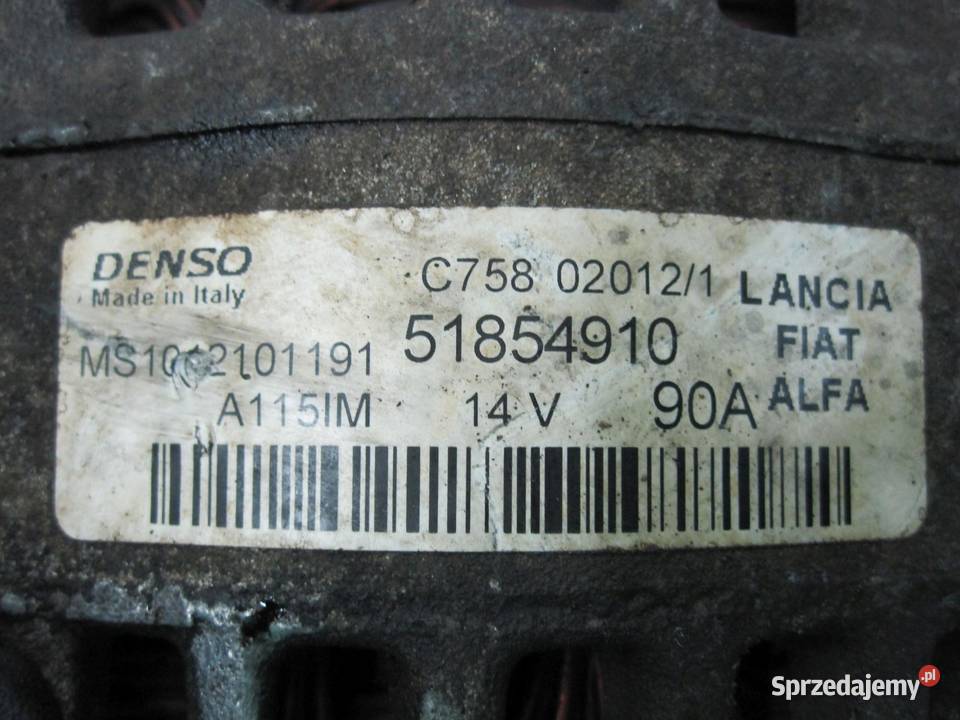 DENSO
Made in Italy
C758 02012/1
LANCIA
51854910
FIAT
A115IM 14 V 90A
ALFA
Sprzedajemy.pl